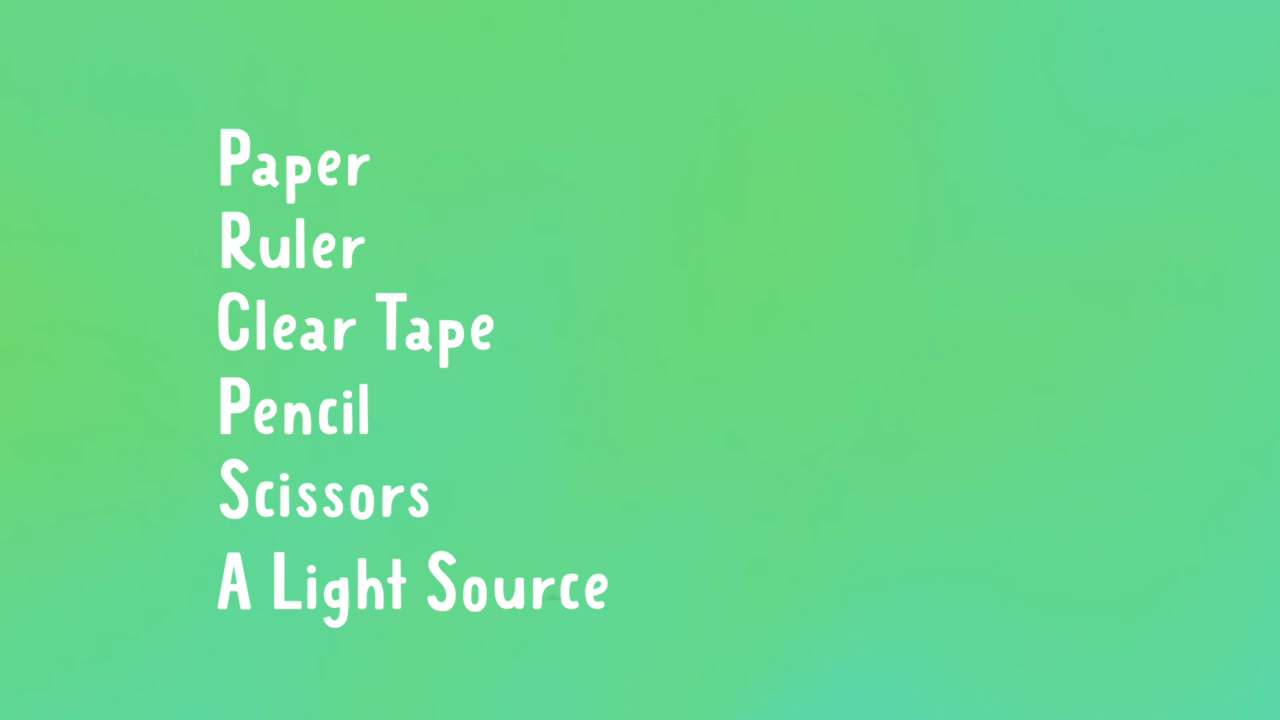 Paper
Ruler
Clear Tape
Pencil
Scissors
A Light Source